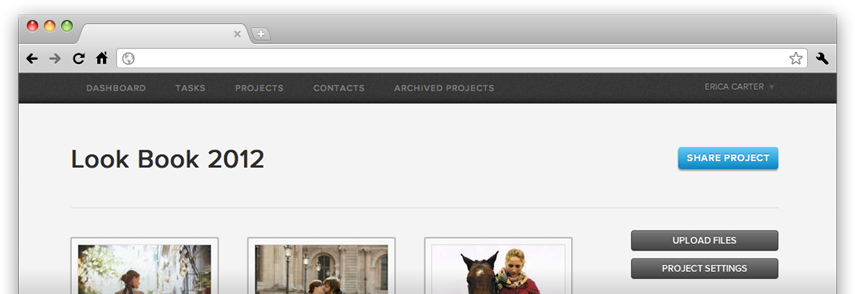 DASHBOARD TASKS PROJECTS CONTACTS ARCHIVED PROJECTS ERICA CARTER
Look Book 2012
SHARE PROJECT
UPLOAD FILES
PROJECT SETTINGS